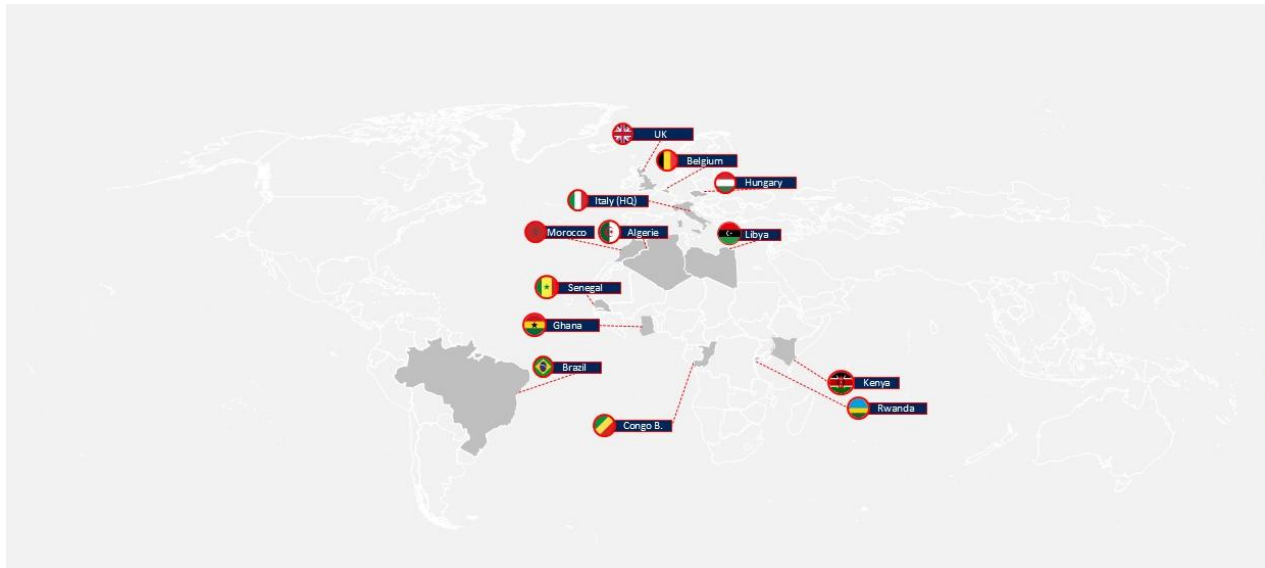 UK
Belgium
Hungary
Italy (HQ)
Morocco
Algerie
Libya
Senegal
Ghana
Brazil
Kenya
Rwanda
Congo B.